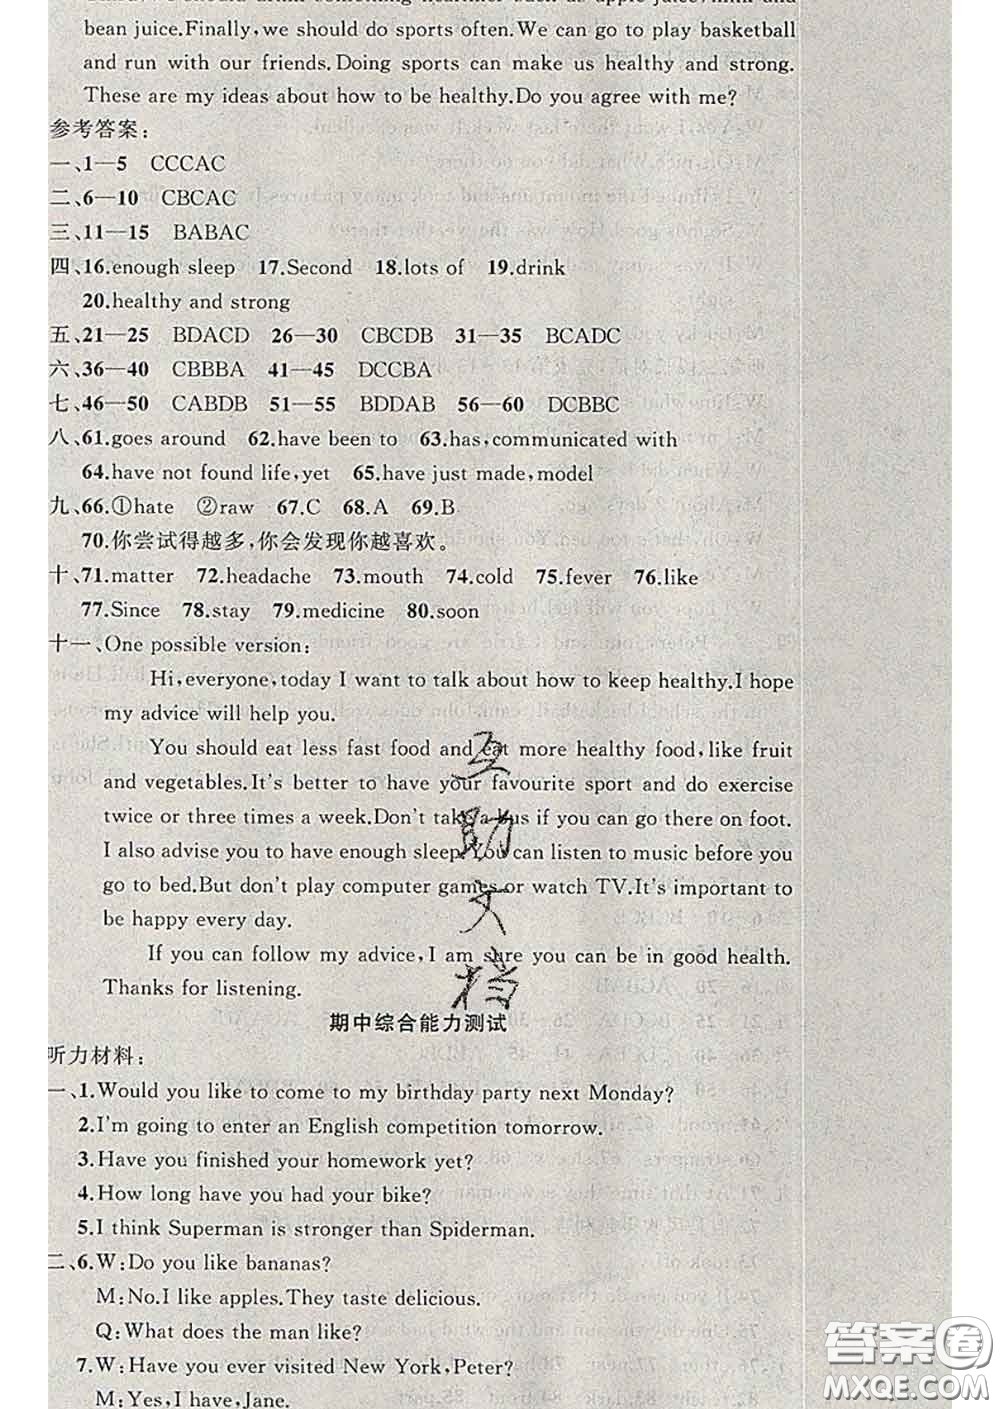 bean juice.Finally,we should do sports often.We can go to play basketball
and run with our friends.Doing sports can make us healthy and strong.
These are my ideas about how to be healthy.Do you agree with me?
参考答案:
一、1—5 CCCAC
二、6—10 CBCAC
三、11—15 BABAC
四、16.enough sleep 17.Second 18.lots of 19.drink
20.healthy and strong
五、21—25 BDACD 26—30 CBCDB 31—35 BCADC
六、36—40 CBBBA 41—45 DCCBA
七、46—50 CABDB 51—55 BDDAB 56—60 DCBBC
八、61.goes around 62.have been to 63.has,communicated with
64.have not found life,yet 65.have just made,model
九、66.①hate ②raw 67.C 68.A 69.B
70.你尝试得越多,你会发现你越喜欢。
十、71.matter 72.headache 73.mouth 74.cold 75.fever 76.like
77.Since 78.stay 79.medicine 80.soon
十一、One possible version:
Hi,everyone,today I want to talk about how to keep healthy.I hope
my advice will help you.
You should eat less fast food and eat more healthy food,like fruit
and vegetables.It's better to have your favourite sport and do exercise
twice or three times a week.Don't take a bus if you can go there on foot.
I also advise you to have enough sleep.You can listen to music before you
go to bed.But don't play computer games or watch TV.It's important to
be happy every day.
If you can follow my advice,I am sure you can be in good health.
Thanks for listening.
互助文档
期中综合能力测试
听力材料:
一、1.Would you like to come to my birthday party next Monday?
2.I'm going to enter an English competition tomorrow.
3.Have you finished your homework yet?
4.How long have you had your bike?
5.I think Superman is stronger than Spiderman.
二、6.W:Do you like bananas?
M:No.I like apples.They taste delicious.
Q:What does the man like?
7.W:Have you ever visited New York,Peter?
M:Yes,I have,Jane.
答案圈
MXQE.COM